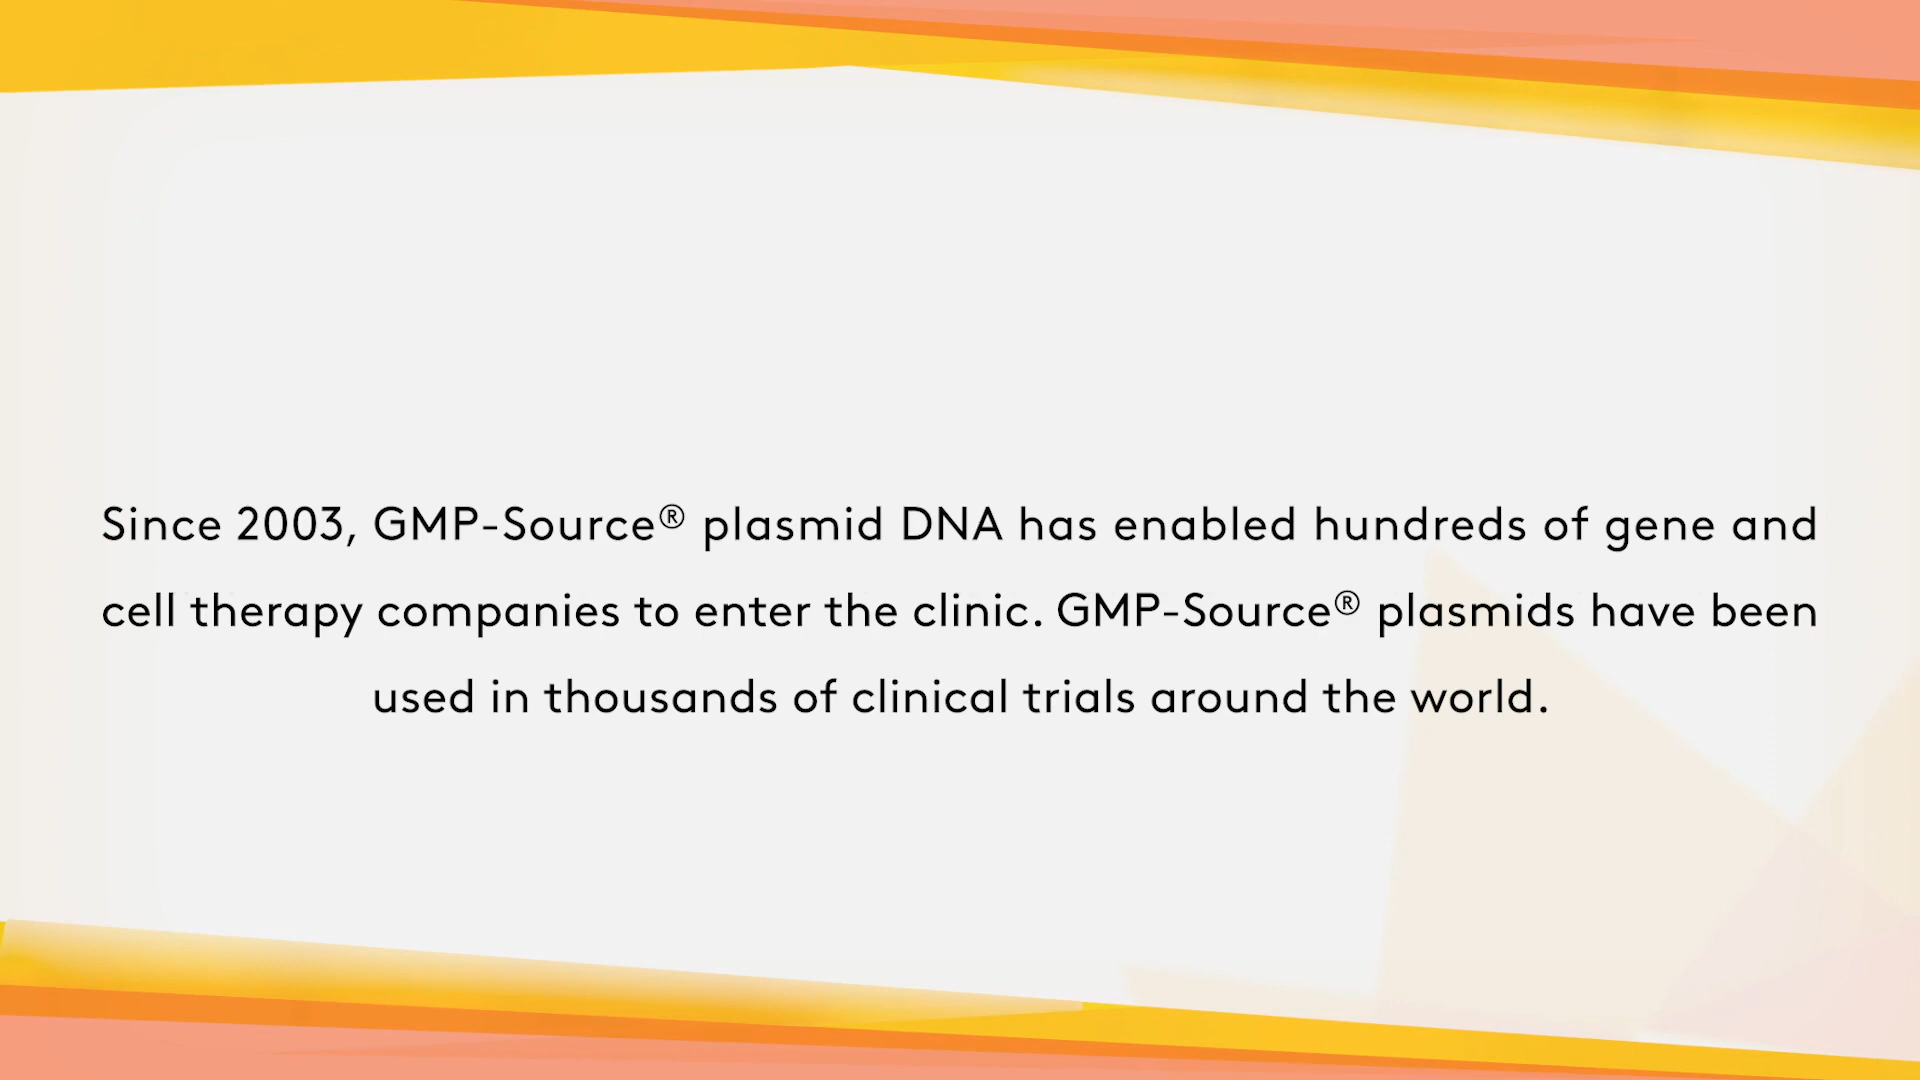 Since 2003, GMP-Source® plasmid DNA has enabled hundreds of gene and
cell therapy companies to enter the clinic. GMP-Source® plasmids have been
used in thousands of clinical trials around the world.